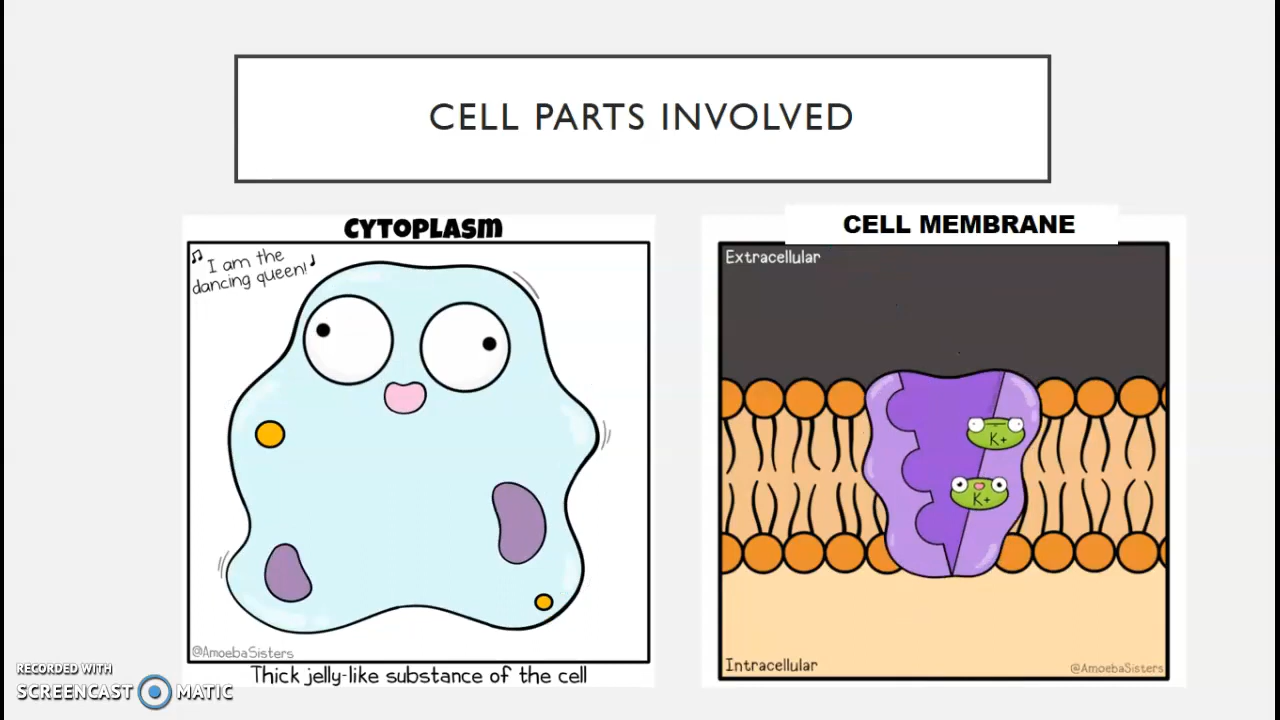 CELL PARTS INVOLVED
CYTOPLASM
I am the
dancing queen!
@AmoebaSisters
Thick jelly-like substance of the cell
CELL MEMBRANE
Extracellular
K+
K+
Intracellular
@AmoebaSisters
RECORDED WITH
SCREENCAST MATIC